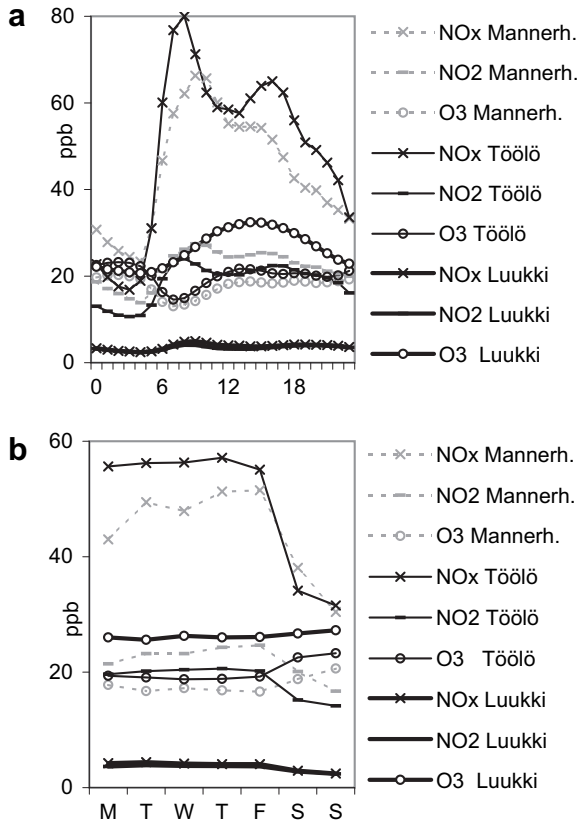 a
80
60
40
20
0
ppb
0 6 12 18
NOx Mannerh.
NO2 Mannerh.
O3 Mannerh.
NOx Töölö
NO2 Töölö
O3 Töölö
NOx Luukki
NO2 Luukki
O3 Luukki
b
60
40
20
0
ppb
M T W T F S S
NOx Mannerh.
NO2 Mannerh.
O3 Mannerh.
NOx Töölö
NO2 Töölö
O3 Töölö
NOx Luukki
NO2 Luukki
O3 Luukki